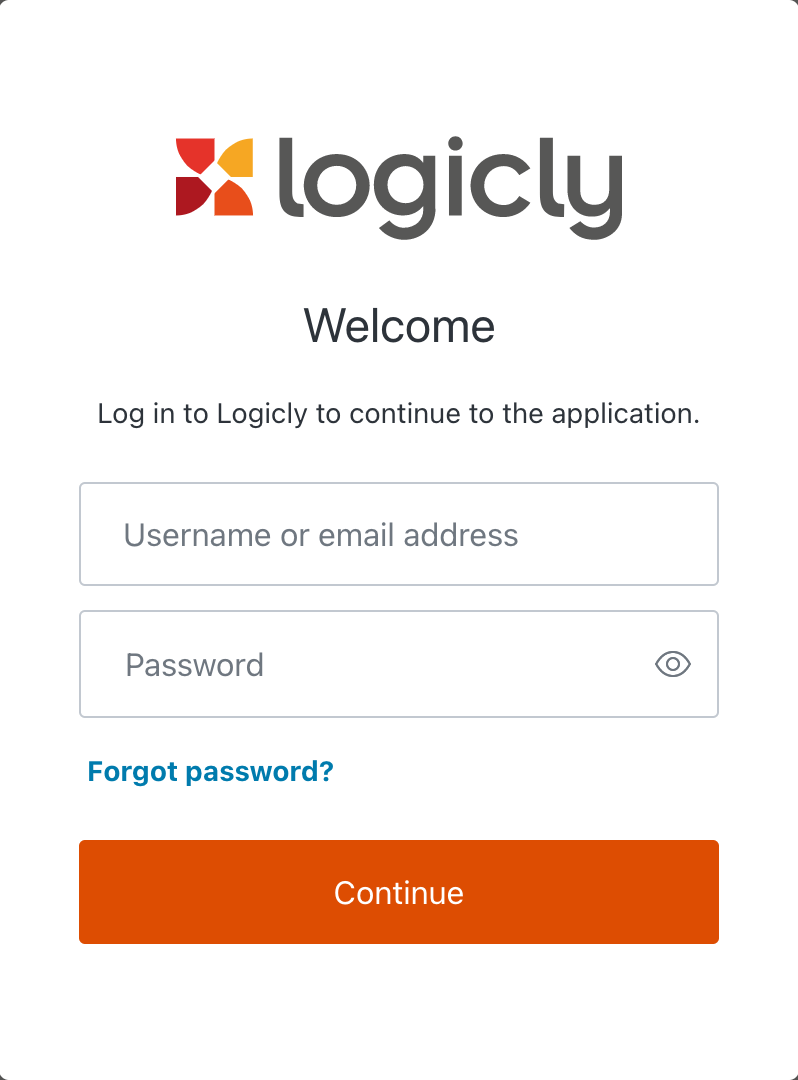 logicly
Welcome
Log in to Logicly to continue to the application.
Username or email address
Password
Forgot password?
Continue